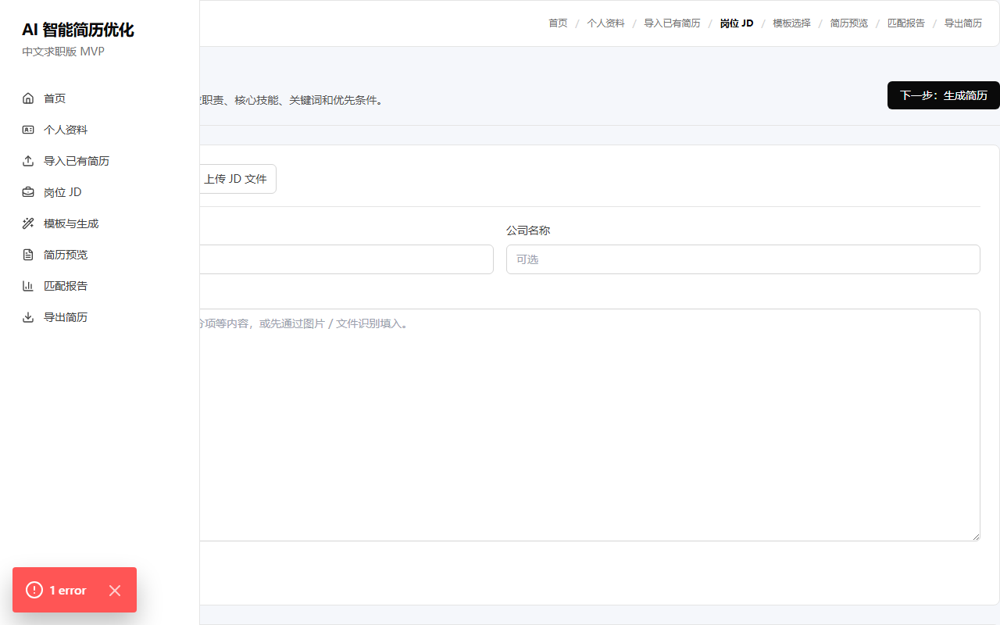 AI 智能简历优化
中文求职版 MVP
首页
个人资料
导入已有简历
岗位 JD
模板与生成
简历预览
匹配报告
导出简历
首页 / 个人资料 / 导入已有简历 / 岗位 JD / 模板选择 / 简历预览 / 匹配报告 / 导出简历
职责、核心技能、关键词和优先条件。
下一步：生成简历
上传 JD 文件
公司名称
可选
项等内容，或先通过图片 / 文件识别填入。
1 error